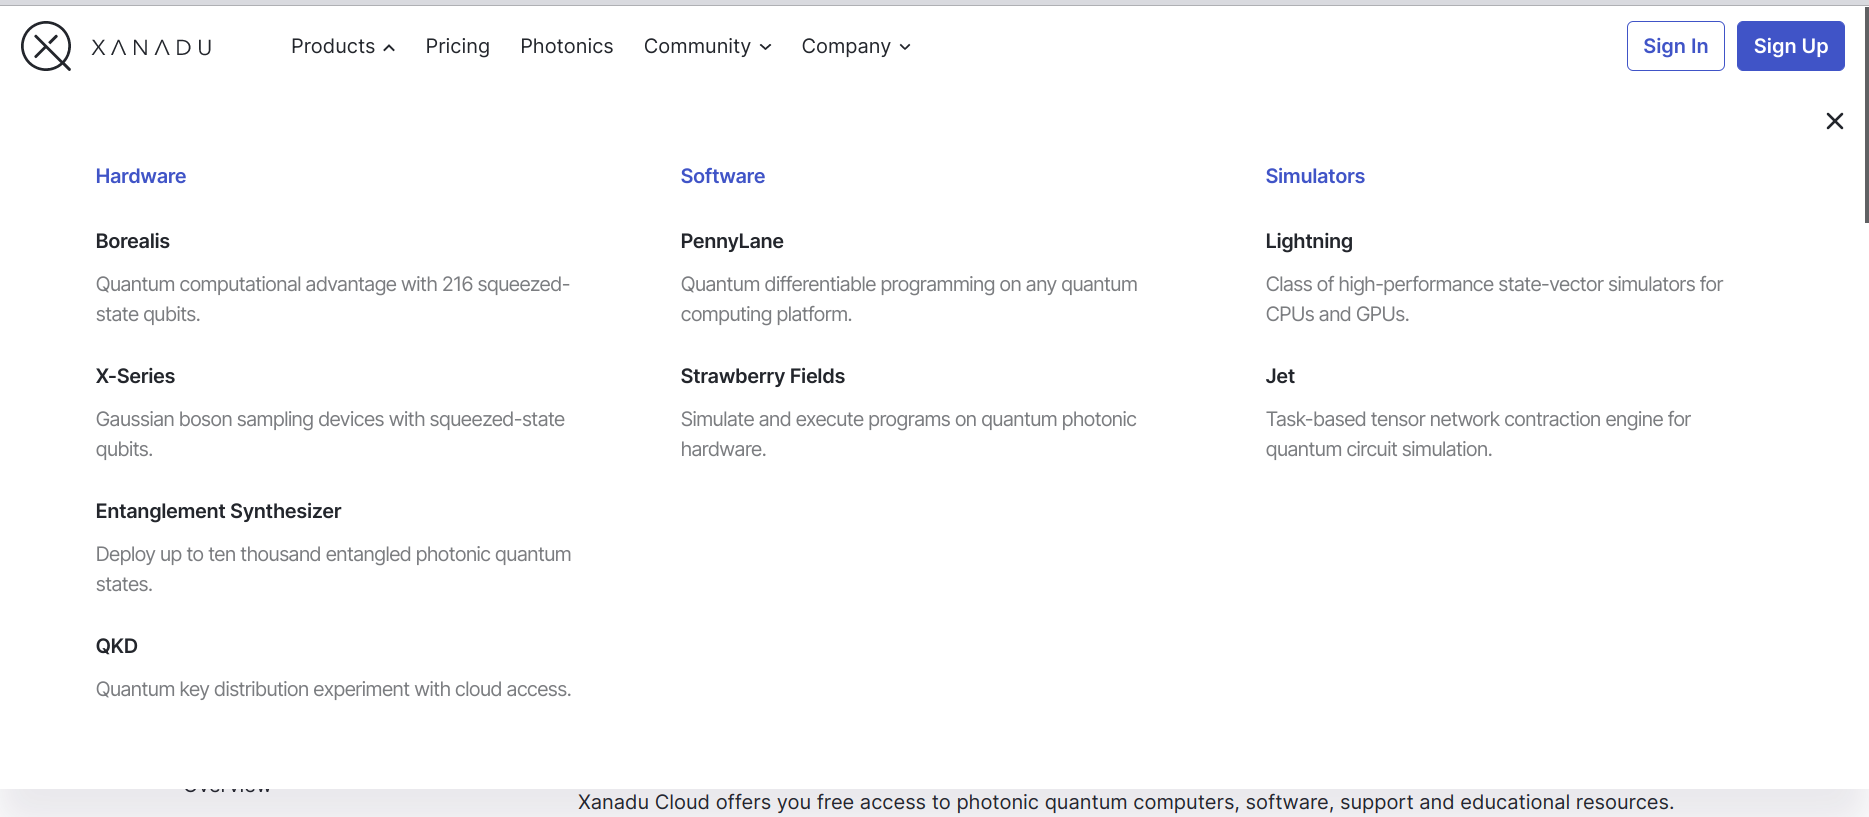 XANADU
Products
Pricing
Photonics
Community
Company
Sign In
Sign Up
Hardware
Borealis
Quantum computational advantage with 216 squeezed-
state qubits.
X-Series
Gaussian boson sampling devices with squeezed-state
qubits.
Entanglement Synthesizer
Deploy up to ten thousand entangled photonic quantum
states.
QKD
Quantum key distribution experiment with cloud access.
Software
PennyLane
Quantum differentiable programming on any quantum
computing platform.
Strawberry Fields
Simulate and execute programs on quantum photonic
hardware.
Simulators
Lightning
Class of high-performance state-vector simulators for
CPUs and GPUs.
Jet
Task-based tensor network contraction engine for
quantum circuit simulation.
Overview
Xanadu Cloud offers you free access to photonic quantum computers, software, support and educational resources.